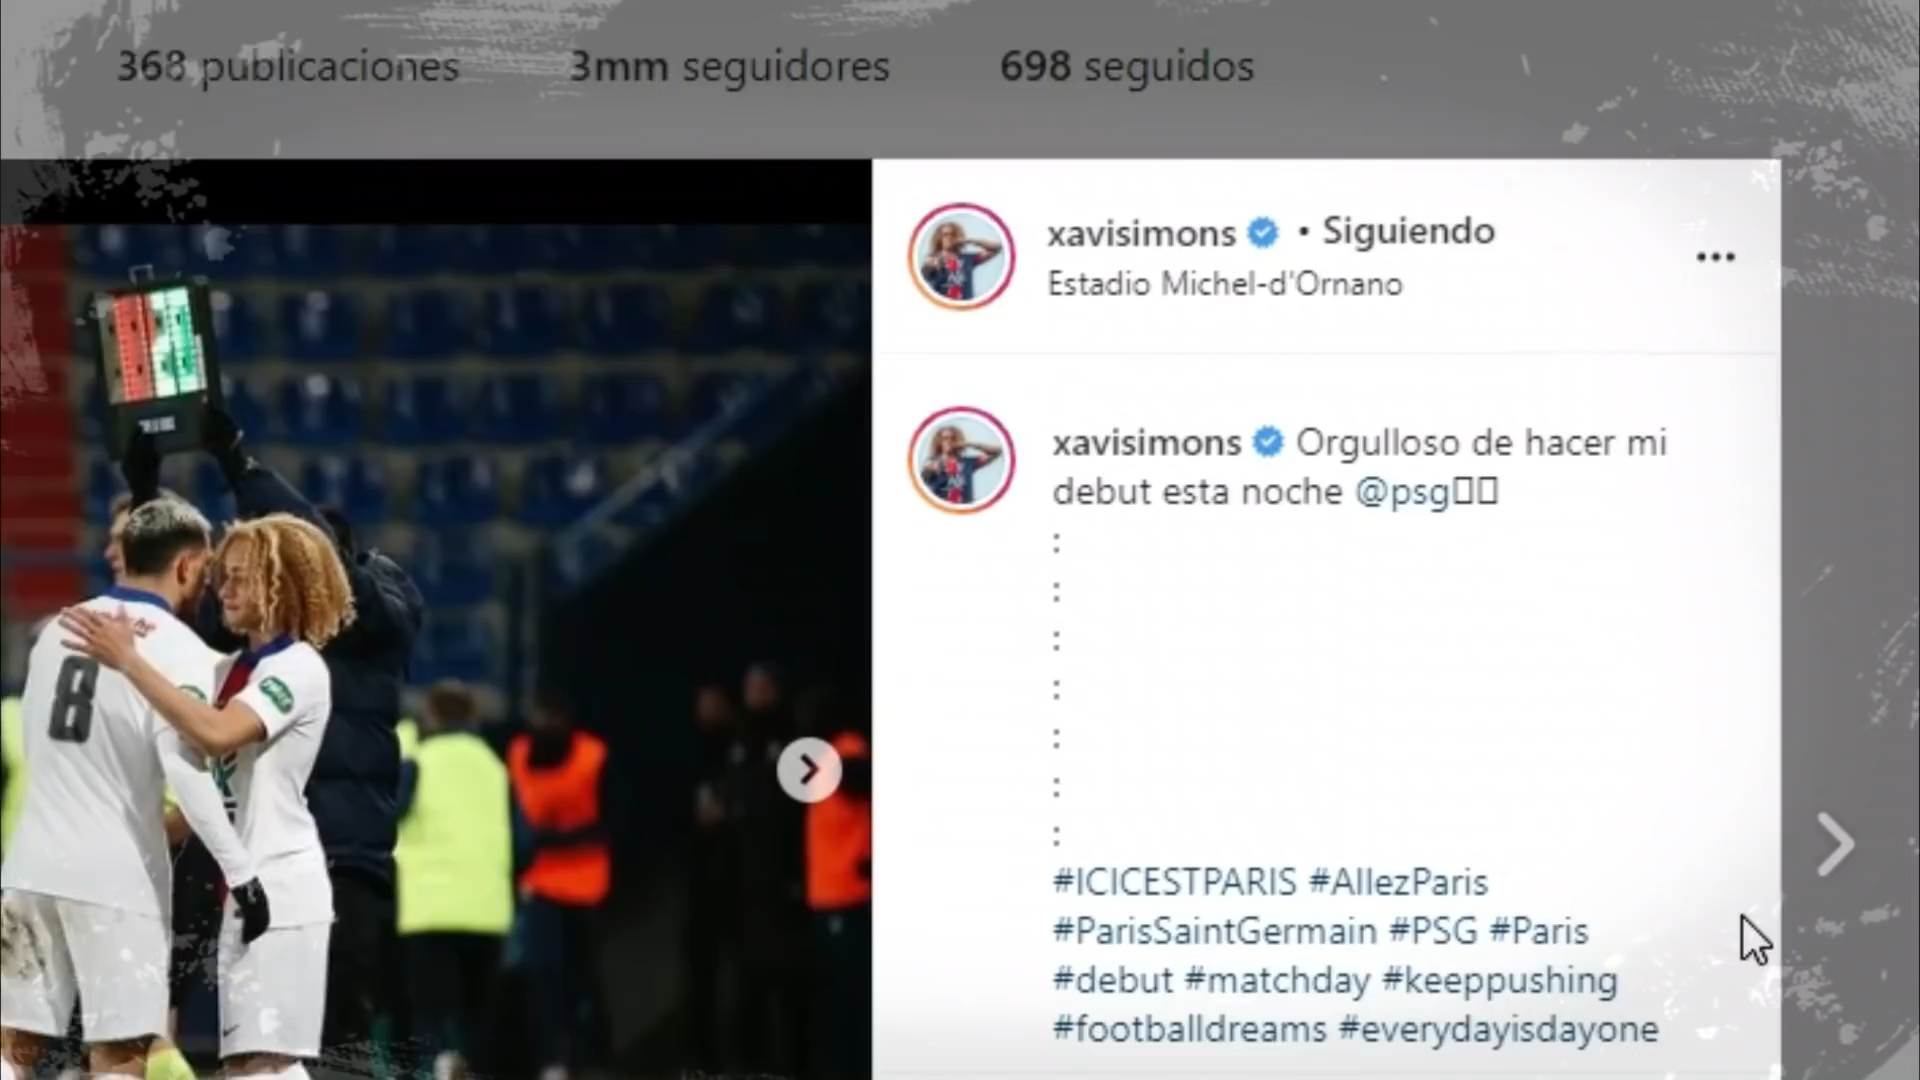 368 publicaciones 3mm seguidores 698 seguidos
xavisimons • Siguiendo
Estadio Michel-d'Ornano
•••
xavisimons Orgulloso de hacer mi
debut esta noche @psg
:
:
:
:
:
:
:
#ICICESTPARIS #AllezParis
#ParisSaintGermain #PSG #Paris
#debut #matchday #keeppushing
#footballdreams #everydayisdayone
8